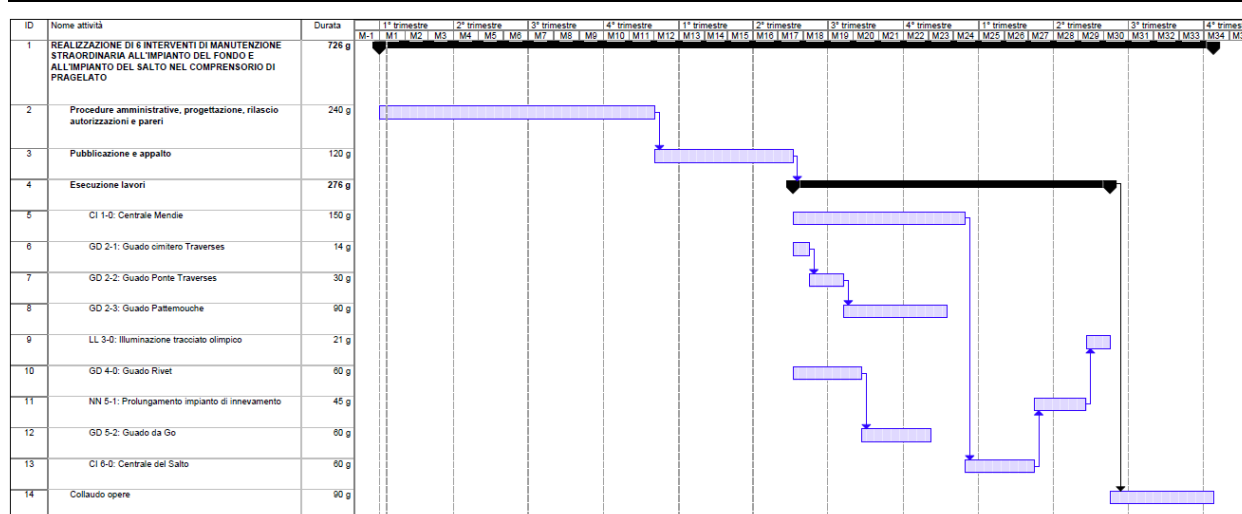 ID Nome attività Durata 1° trimestre 2° trimestre 3° trimestre 4° trimestre 1° trimestre 2° trimestre 3° trimestre 4° trimestre 1° trimestre 2° trimestre 3° trimestre 4° trimes
M-1 M1 M2 M3 M4 M5 M6 M7 M8 M9 M10 M11 M12 M13 M14 M15 M16 M17 M18 M19 M20 M21 M22 M23 M24 M25 M26 M27 M28 M29 M30 M31 M32 M33 M34
1 REALIZZAZIONE DI 6 INTERVENTI DI MANUTENZIONE 726 g
STRAORDINARIA ALL'IMPIANTO DEL FONDO E
ALL'IMPIANTO DEL SALTO NEL COMPRENSORIO DI
PRAGELATO
2 Procedure amministrative, progettazione, rilascio 240 g
autorizzazioni e pareri
3 Pubblicazione e appalto 120 g
4 Esecuzione lavori 276 g
5 CI 1-0: Centrale Mendie 150 g
6 GD 2-1: Guado cimitero Traverses 14 g
7 GD 2-2: Guado Ponte Traverses 30 g
8 GD 2-3: Guado Pattemouche 90 g
9 LL 3-0: Illuminazione tracciato olimpico 21 g
10 GD 4-0: Guado Rivet 60 g
11 NN 5-1: Prolungamento impianto di innevamento 45 g
12 GD 5-2: Guado da Go 60 g
13 CI 6-0: Centrale del Salto 60 g
14 Collaudo opere 90 g